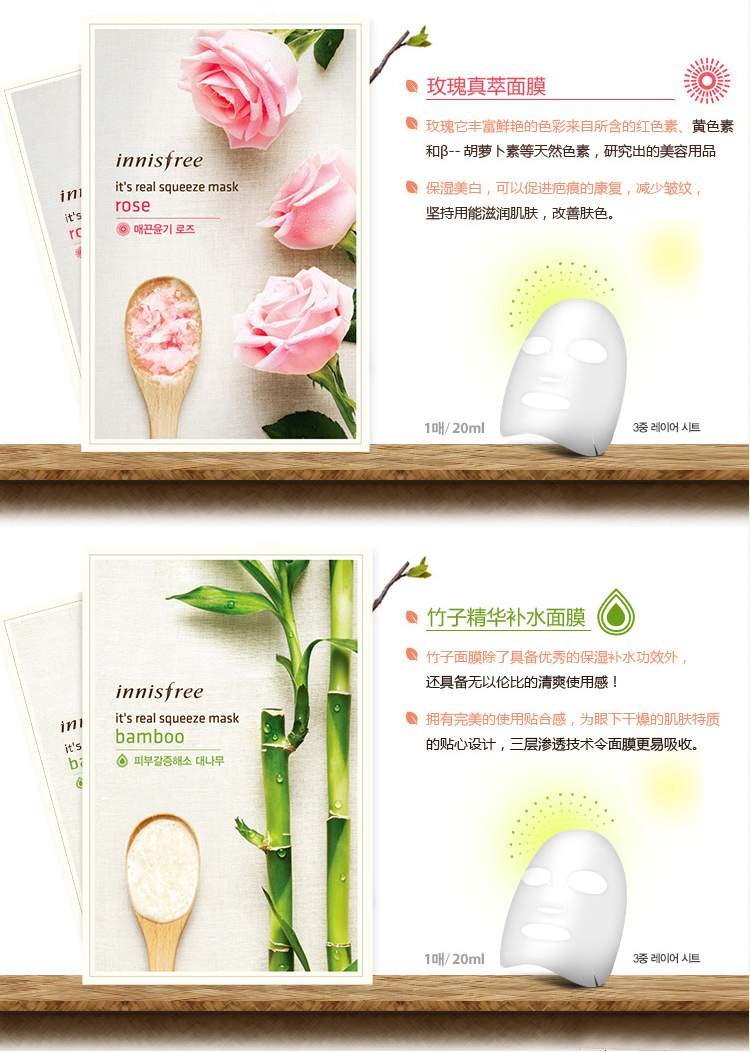 innisfree
it's real squeeze mask
rose
매끈윤기 로즈
inn
it's
ro
玫瑰真萃面膜
玫瑰它丰富鲜艳的色彩来自所含的红色素、黄色素
和β-- 胡萝卜素等天然色素，研究出的美容用品
保湿美白，可以促进疤痕的康复，减少皱纹，
坚持用能滋润肌肤，改善肤色。
1매/ 20ml
3중 레이어 시트
innisfree
it's real squeeze mask
bamboo
피부갈증해소 대나무
inn
it's
ba
竹子精华补水面膜
竹子面膜除了具备优秀的保湿补水功效外，
还具备无以伦比的清爽使用感！
拥有完美的使用贴合感，为眼下干燥的肌肤特质
的贴心设计，三层渗透技术令面膜更易吸收。
1매/ 20ml
3중 레이어 시트